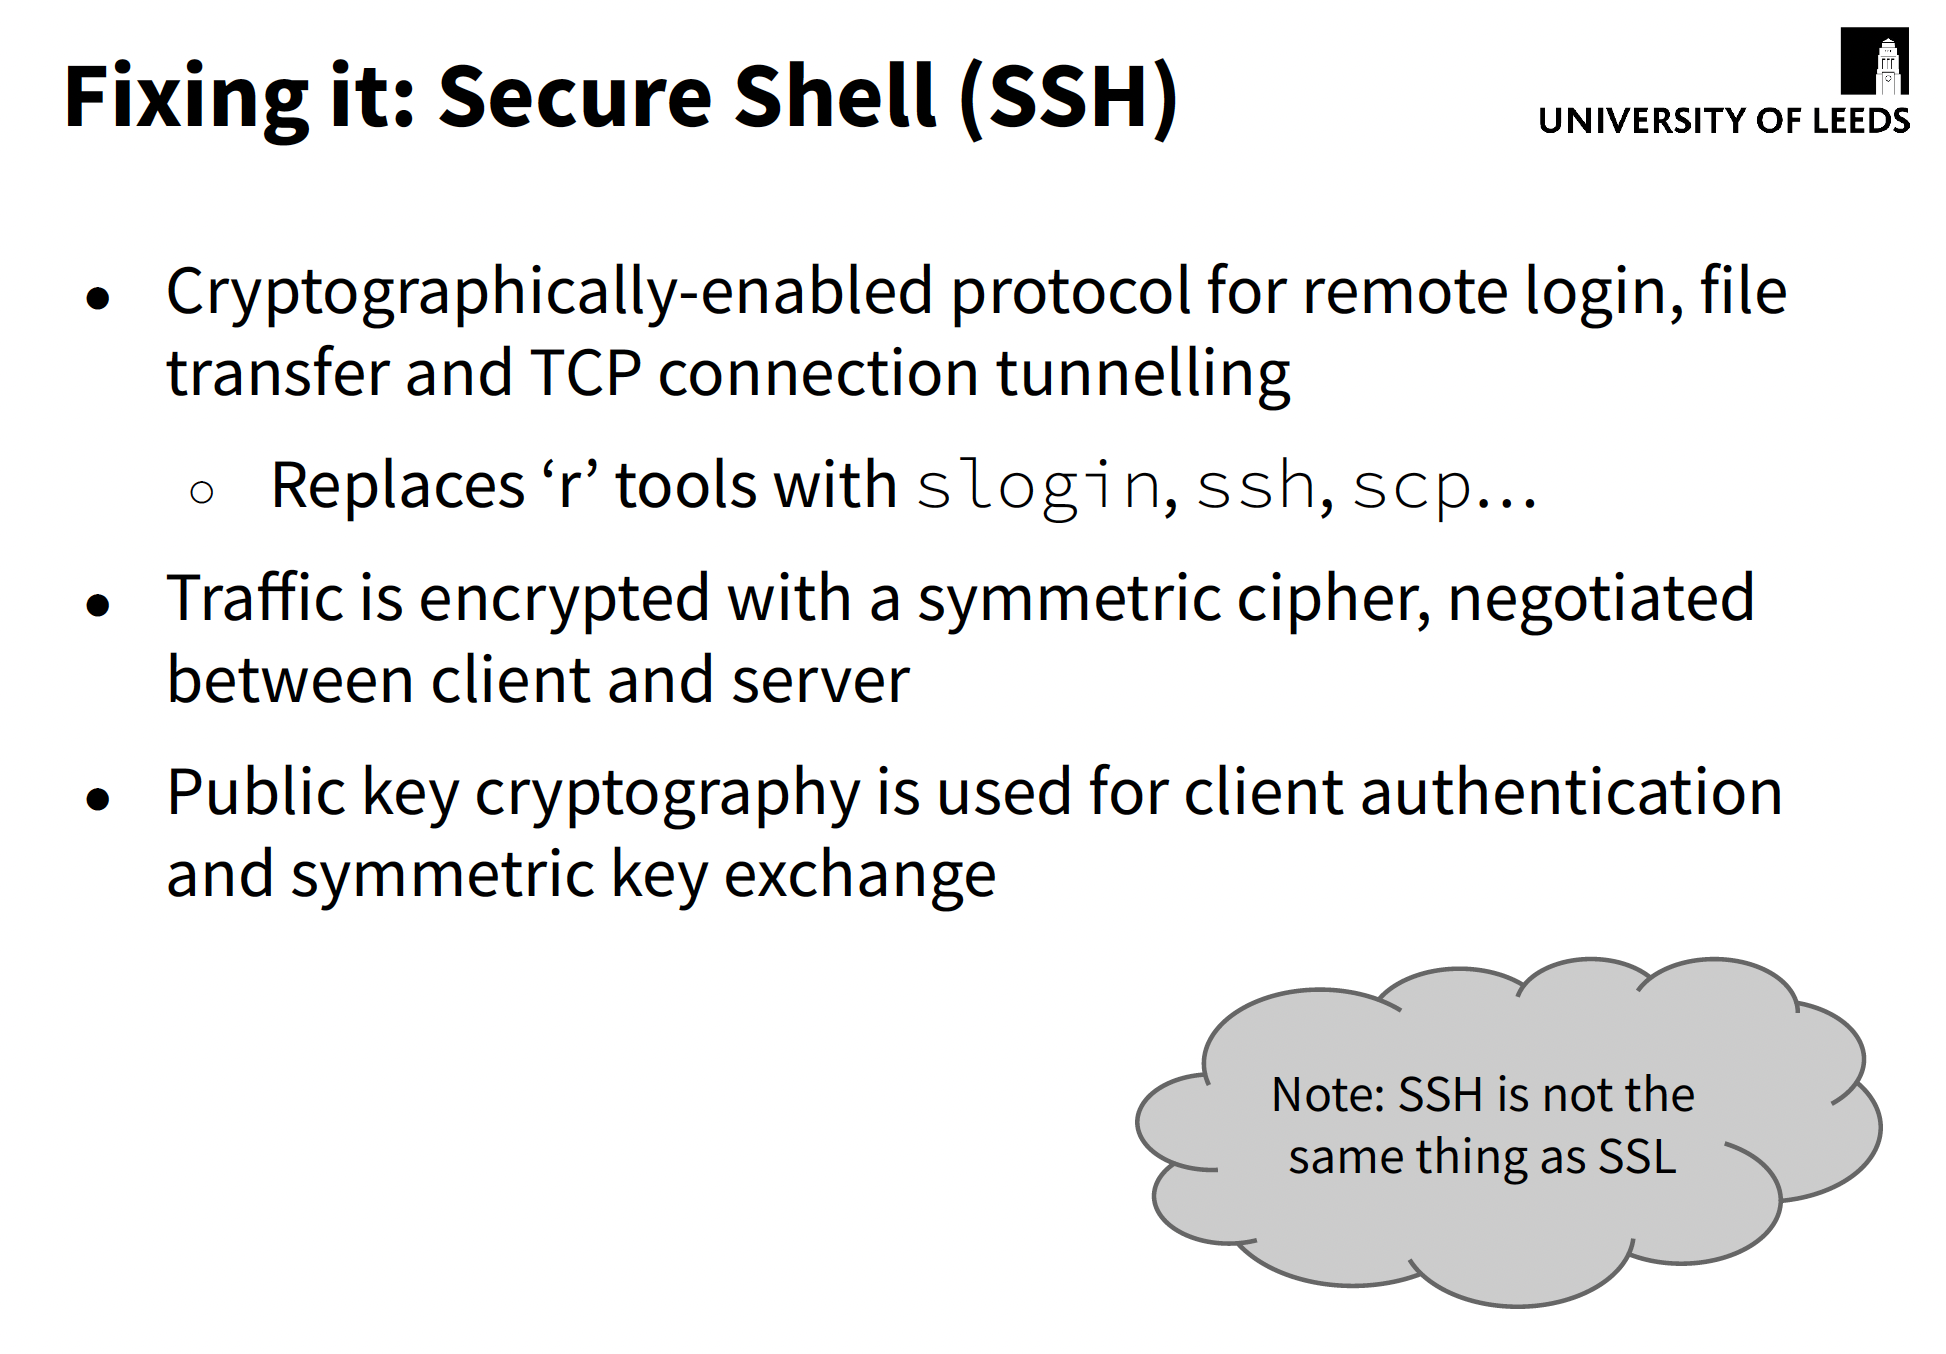 Fixing it: Secure Shell (SSH)
UNIVERSITY OF LEEDS
● Cryptographically-enabled protocol for remote login, file
transfer and TCP connection tunnelling
○ Replaces ‘r’ tools with slogin, ssh, scp...
● Traffic is encrypted with a symmetric cipher, negotiated
between client and server
● Public key cryptography is used for client authentication
and symmetric key exchange
Note: SSH is not the
same thing as SSL